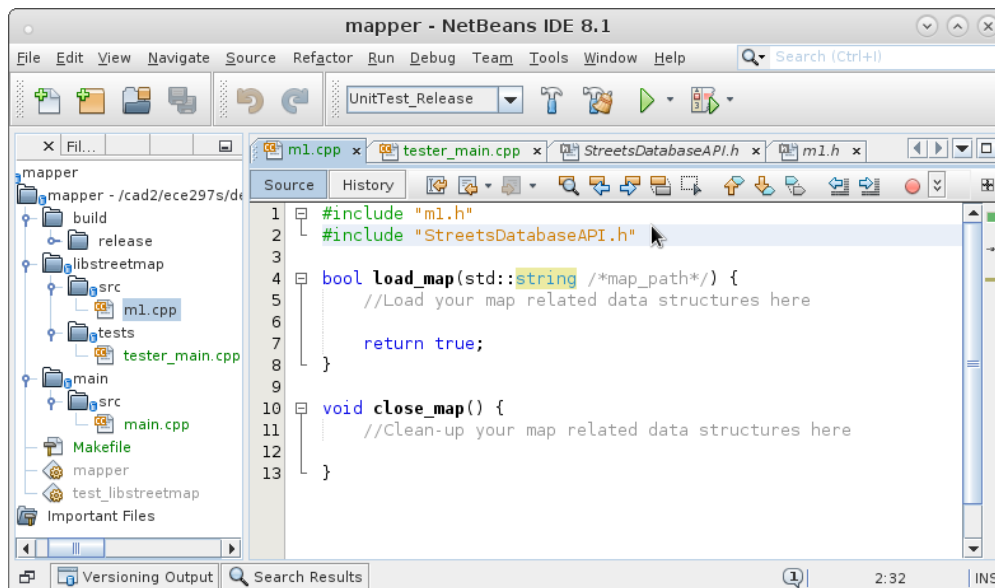 mapper - NetBeans IDE 8.1
File Edit View Navigate Source Refactor Run Debug Team Tools Window Help
Search (Ctrl+I)
UnitTest_Release
Fil...
m1.cpp
tester_main.cpp
StreetsDatabaseAPI.h
m1.h
mapper
mapper - /cad2/ece297s/de
build
release
libstreetmap
src
m1.cpp
tests
tester_main.cpp
main
src
main.cpp
Makefile
mapper
test_libstreetmap
Important Files
Source History
1 #include "m1.h"
2 #include "StreetsDatabaseAPI.h"
3
4 bool load_map(std::string /*map_path*/) {
5 //Load your map related data structures here
6
7 return true;
8 }
9
10 void close_map() {
11 //Clean-up your map related data structures here
12
13 }
Versioning Output Search Results
1 2:32 INS